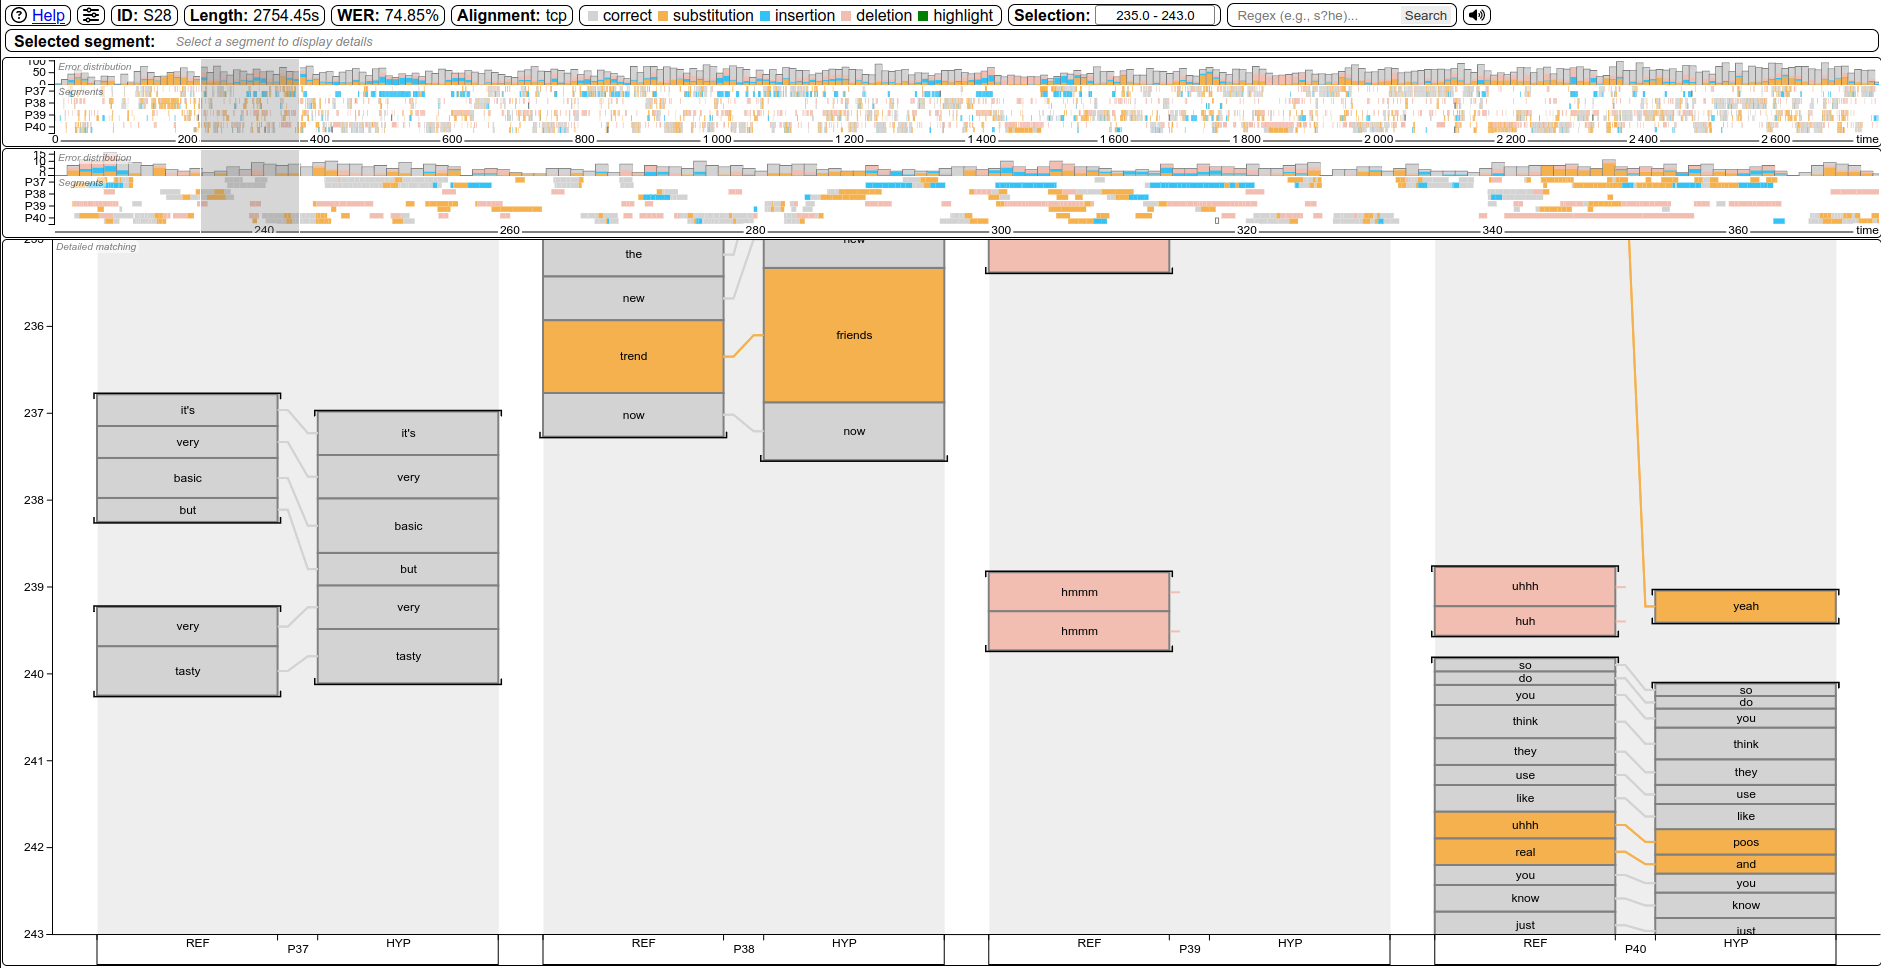 ? Help ID: S28 Length: 2754.45s WER: 74.85% Alignment: tcp correct substitution insertion deletion highlight Selection: 235.0 - 243.0 Regex (e.g., s?he)... Search
Selected segment: Select a segment to display details
Error distribution
100
50
0
Segments
P37
P38
P39
P40
0 200 400 600 800 1 000 1 200 1 400 1 600 1 800 2 000 2 200 2 400 2 600 time
Error distribution
15
Segments
P37
P38
P39
P40
240 260 280 300 320 340 360 time
Detailed matching
235
236
237
238
239
240
241
242
243
it's
very
basic
but
very
tasty
it's
very
basic
but
very
tasty
REF P37 HYP
the
new
trend
now
new
friends
now
REF P38 HYP
hmmm
hmmm
REF P39 HYP
uhhh
huh
so
do
you
think
they
use
like
uhhh
real
you
know
just
yeah
so
do
you
think
they
use
like
poos
and
you
know
just
REF P40 HYP